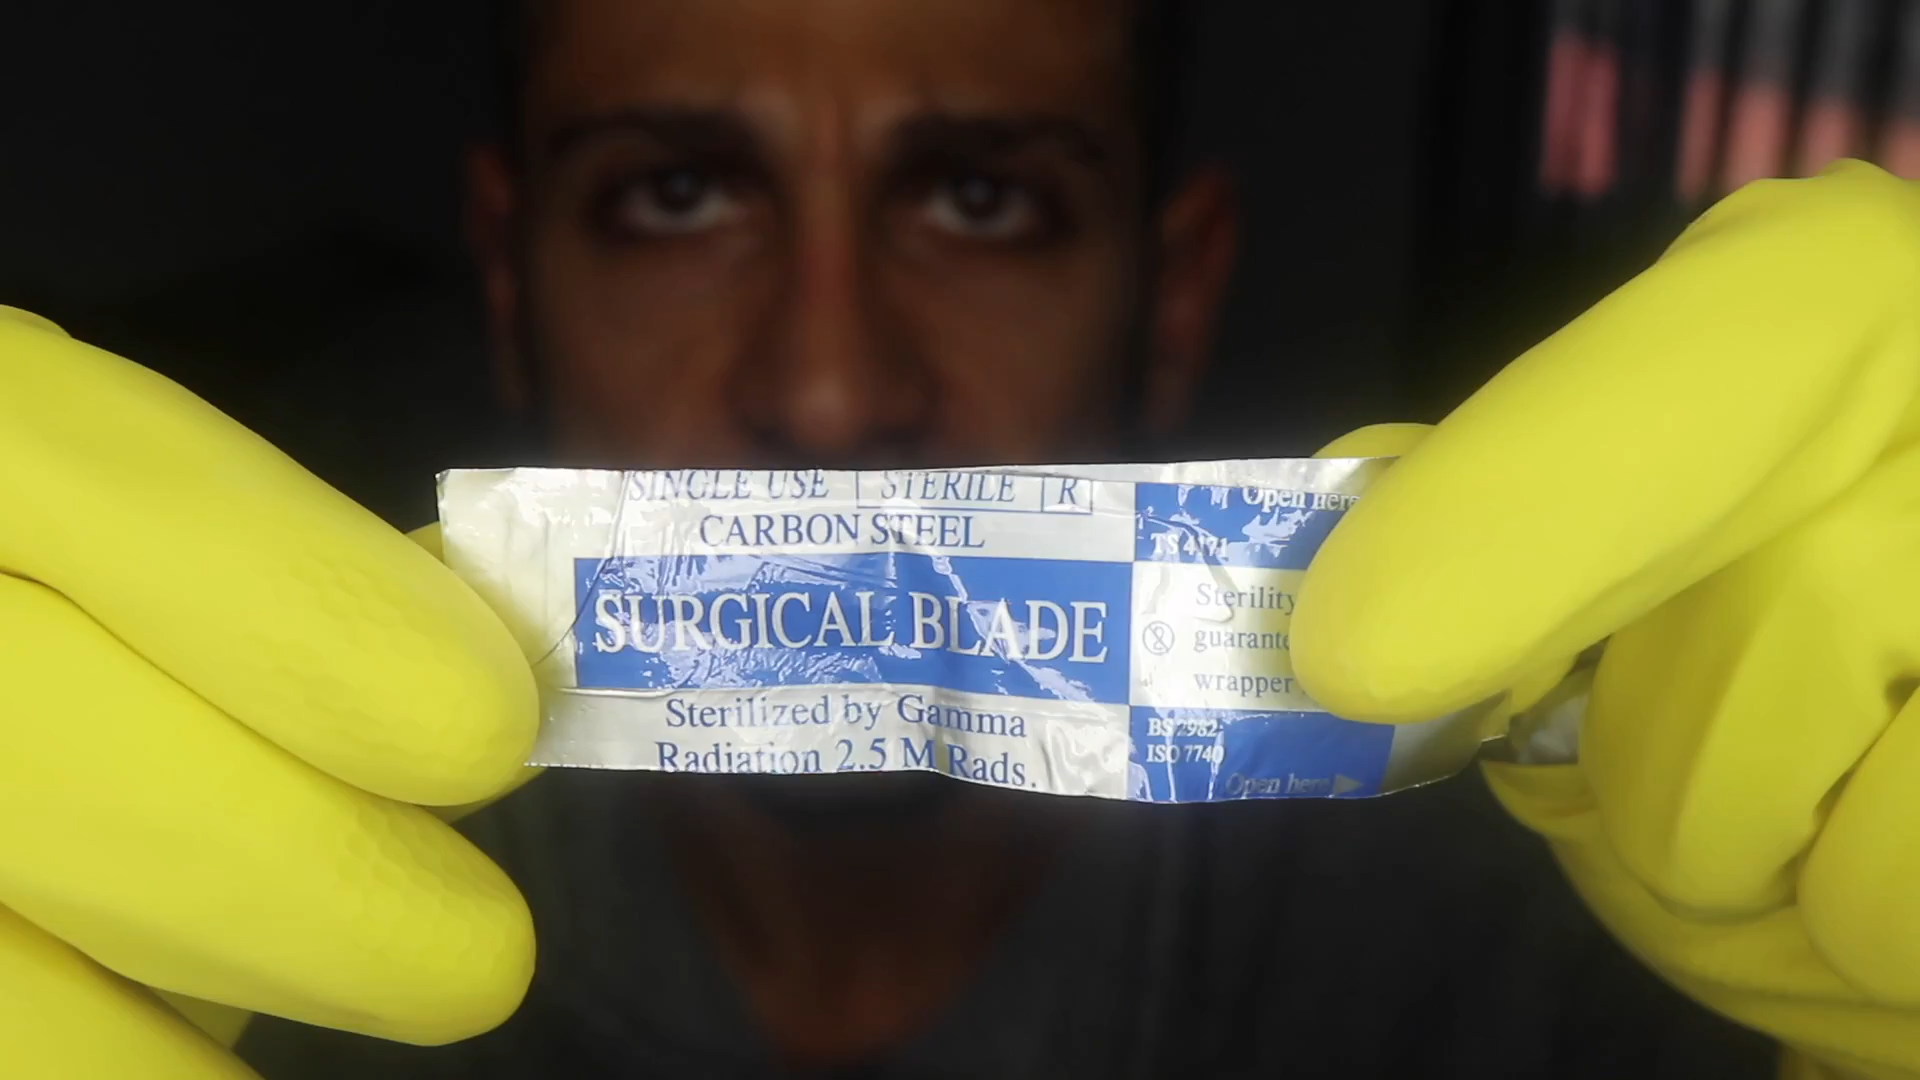 SINGLE USE STERILE R
CARBON STEEL
SURGICAL BLADE
Sterilized by Gamma
Radiation 2.5 M Rads.
Open here
TS 4171
Sterility
guarante
wrapper
BS 2982:
ISO 7740
Open here